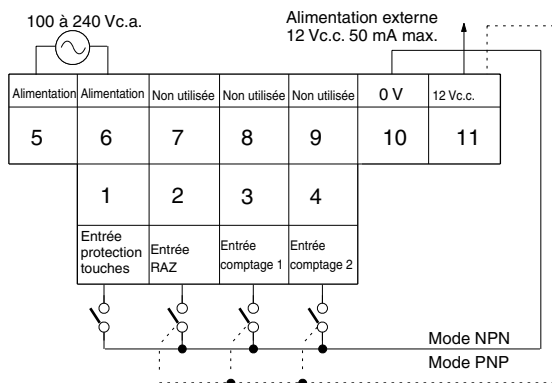 100 à 240 Vc.a.
Alimentation externe
12 Vc.c. 50 mA max.
Alimentation Alimentation Non utilisée Non utilisée Non utilisée 0 V 12 Vc.c.
5 6 7 8 9 10 11
1 2 3 4
Entrée
protection
touches
Entrée
RAZ
Entrée
comptage 1
Entrée
comptage 2
Mode NPN
Mode PNP